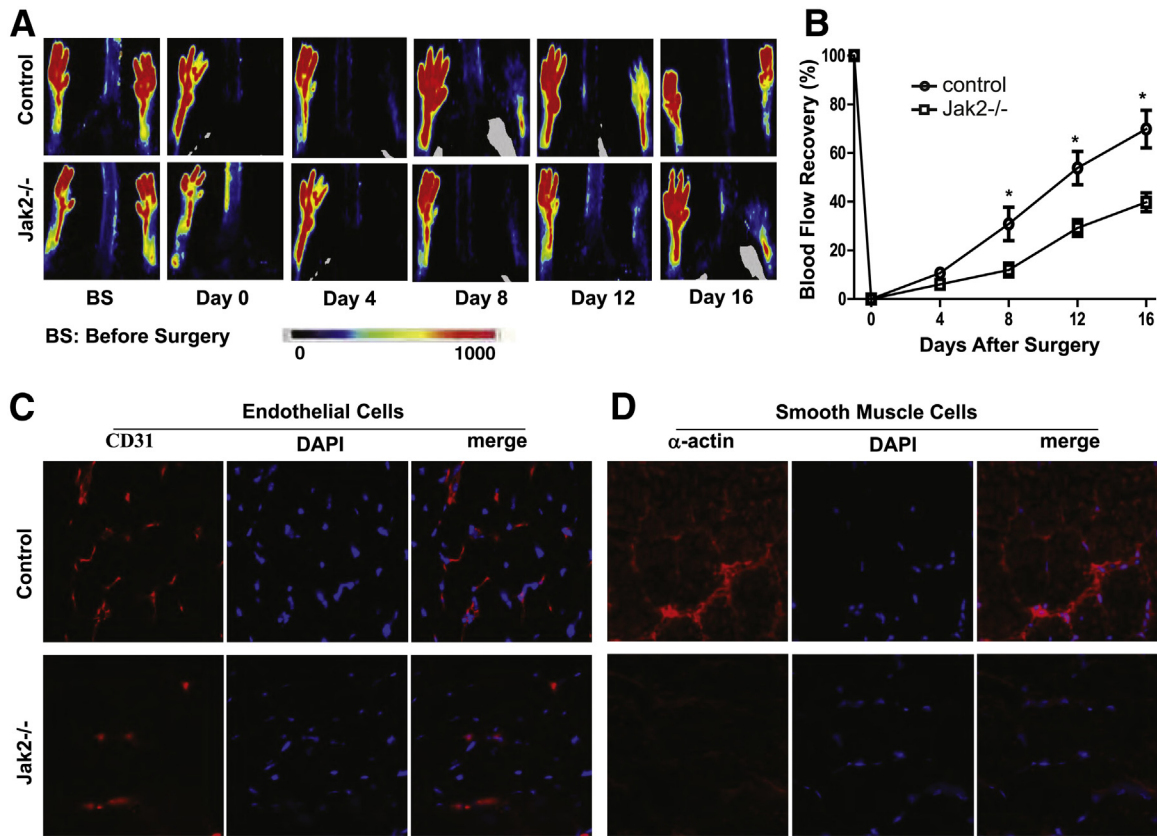 A
Control
Jak2-/-
BS Day 0 Day 4 Day 8 Day 12 Day 16
BS: Before Surgery
0 1000
B
Blood Flow Recovery (%)
100
80
60
40
20
0
control
Jak2-/-
* * *
0 4 8 12 16
Days After Surgery
C
Endothelial Cells
CD31 DAPI merge
Control
Jak2-/-
D
Smooth Muscle Cells
α-actin DAPI merge